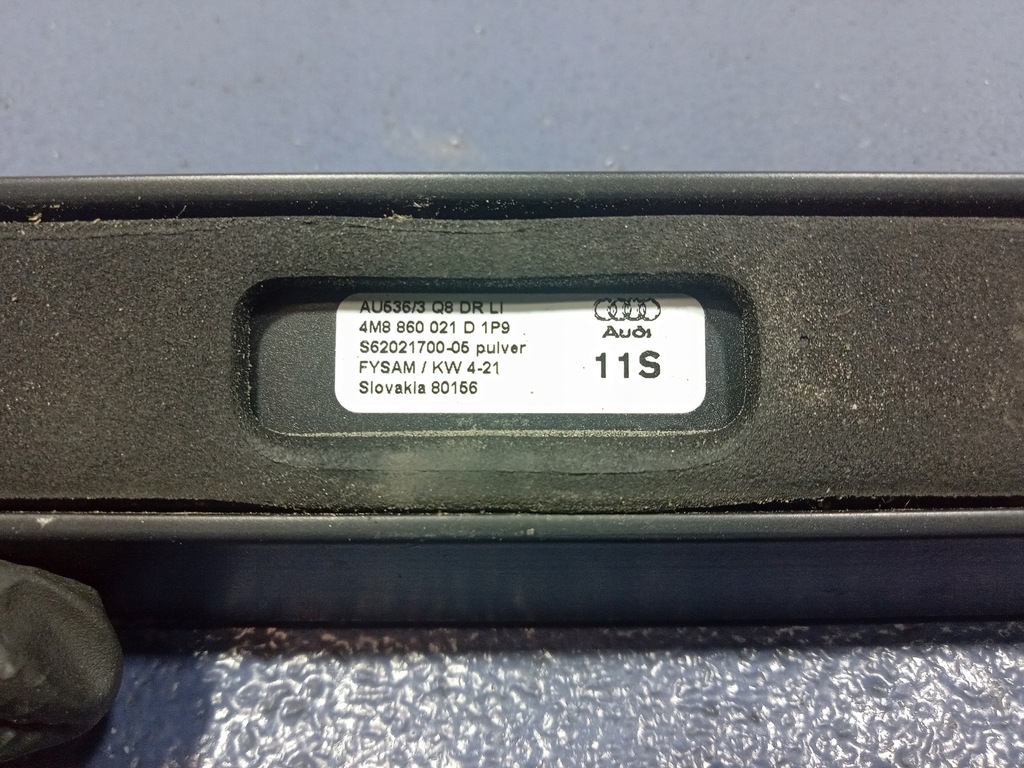 AU536/3 Q8 DR LI
4M8 860 021 D 1P9
S62021700-05 pulver
FYSAM / KW 4-21
Slovakia 80156
Audi
11S